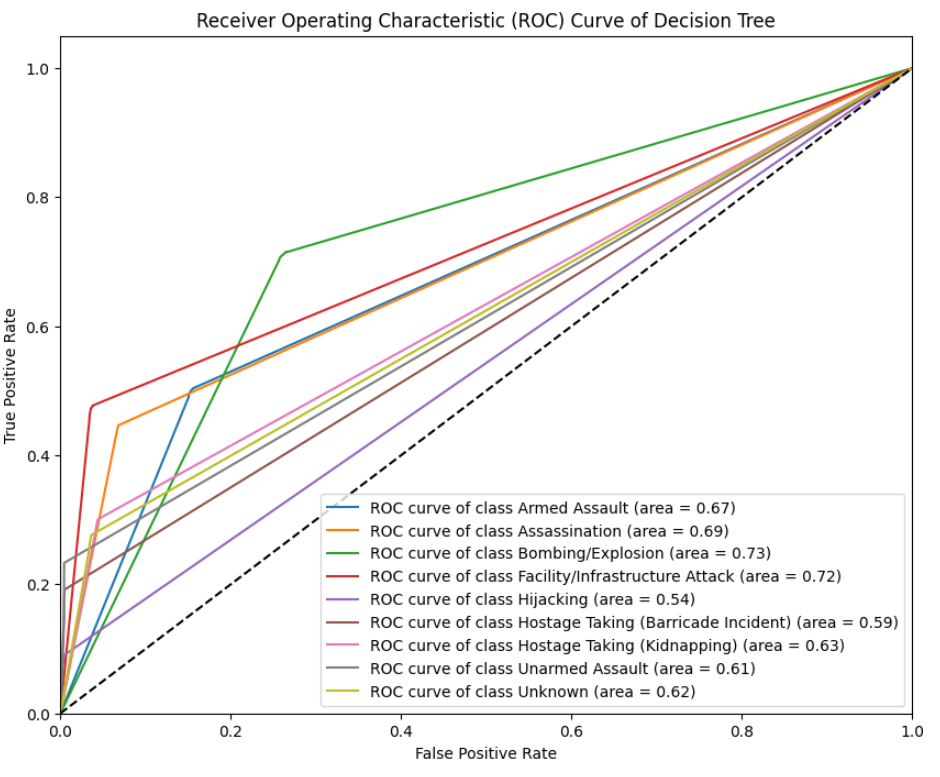 Receiver Operating Characteristic (ROC) Curve of Decision Tree
True Positive Rate
1.0
0.8
0.6
0.4
0.2
0.0
ROC curve of class Armed Assault (area = 0.67)
ROC curve of class Assassination (area = 0.69)
ROC curve of class Bombing/Explosion (area = 0.73)
ROC curve of class Facility/Infrastructure Attack (area = 0.72)
ROC curve of class Hijacking (area = 0.54)
ROC curve of class Hostage Taking (Barricade Incident) (area = 0.59)
ROC curve of class Hostage Taking (Kidnapping) (area = 0.63)
ROC curve of class Unarmed Assault (area = 0.61)
ROC curve of class Unknown (area = 0.62)
0.0 0.2 0.4 0.6 0.8 1.0
False Positive Rate